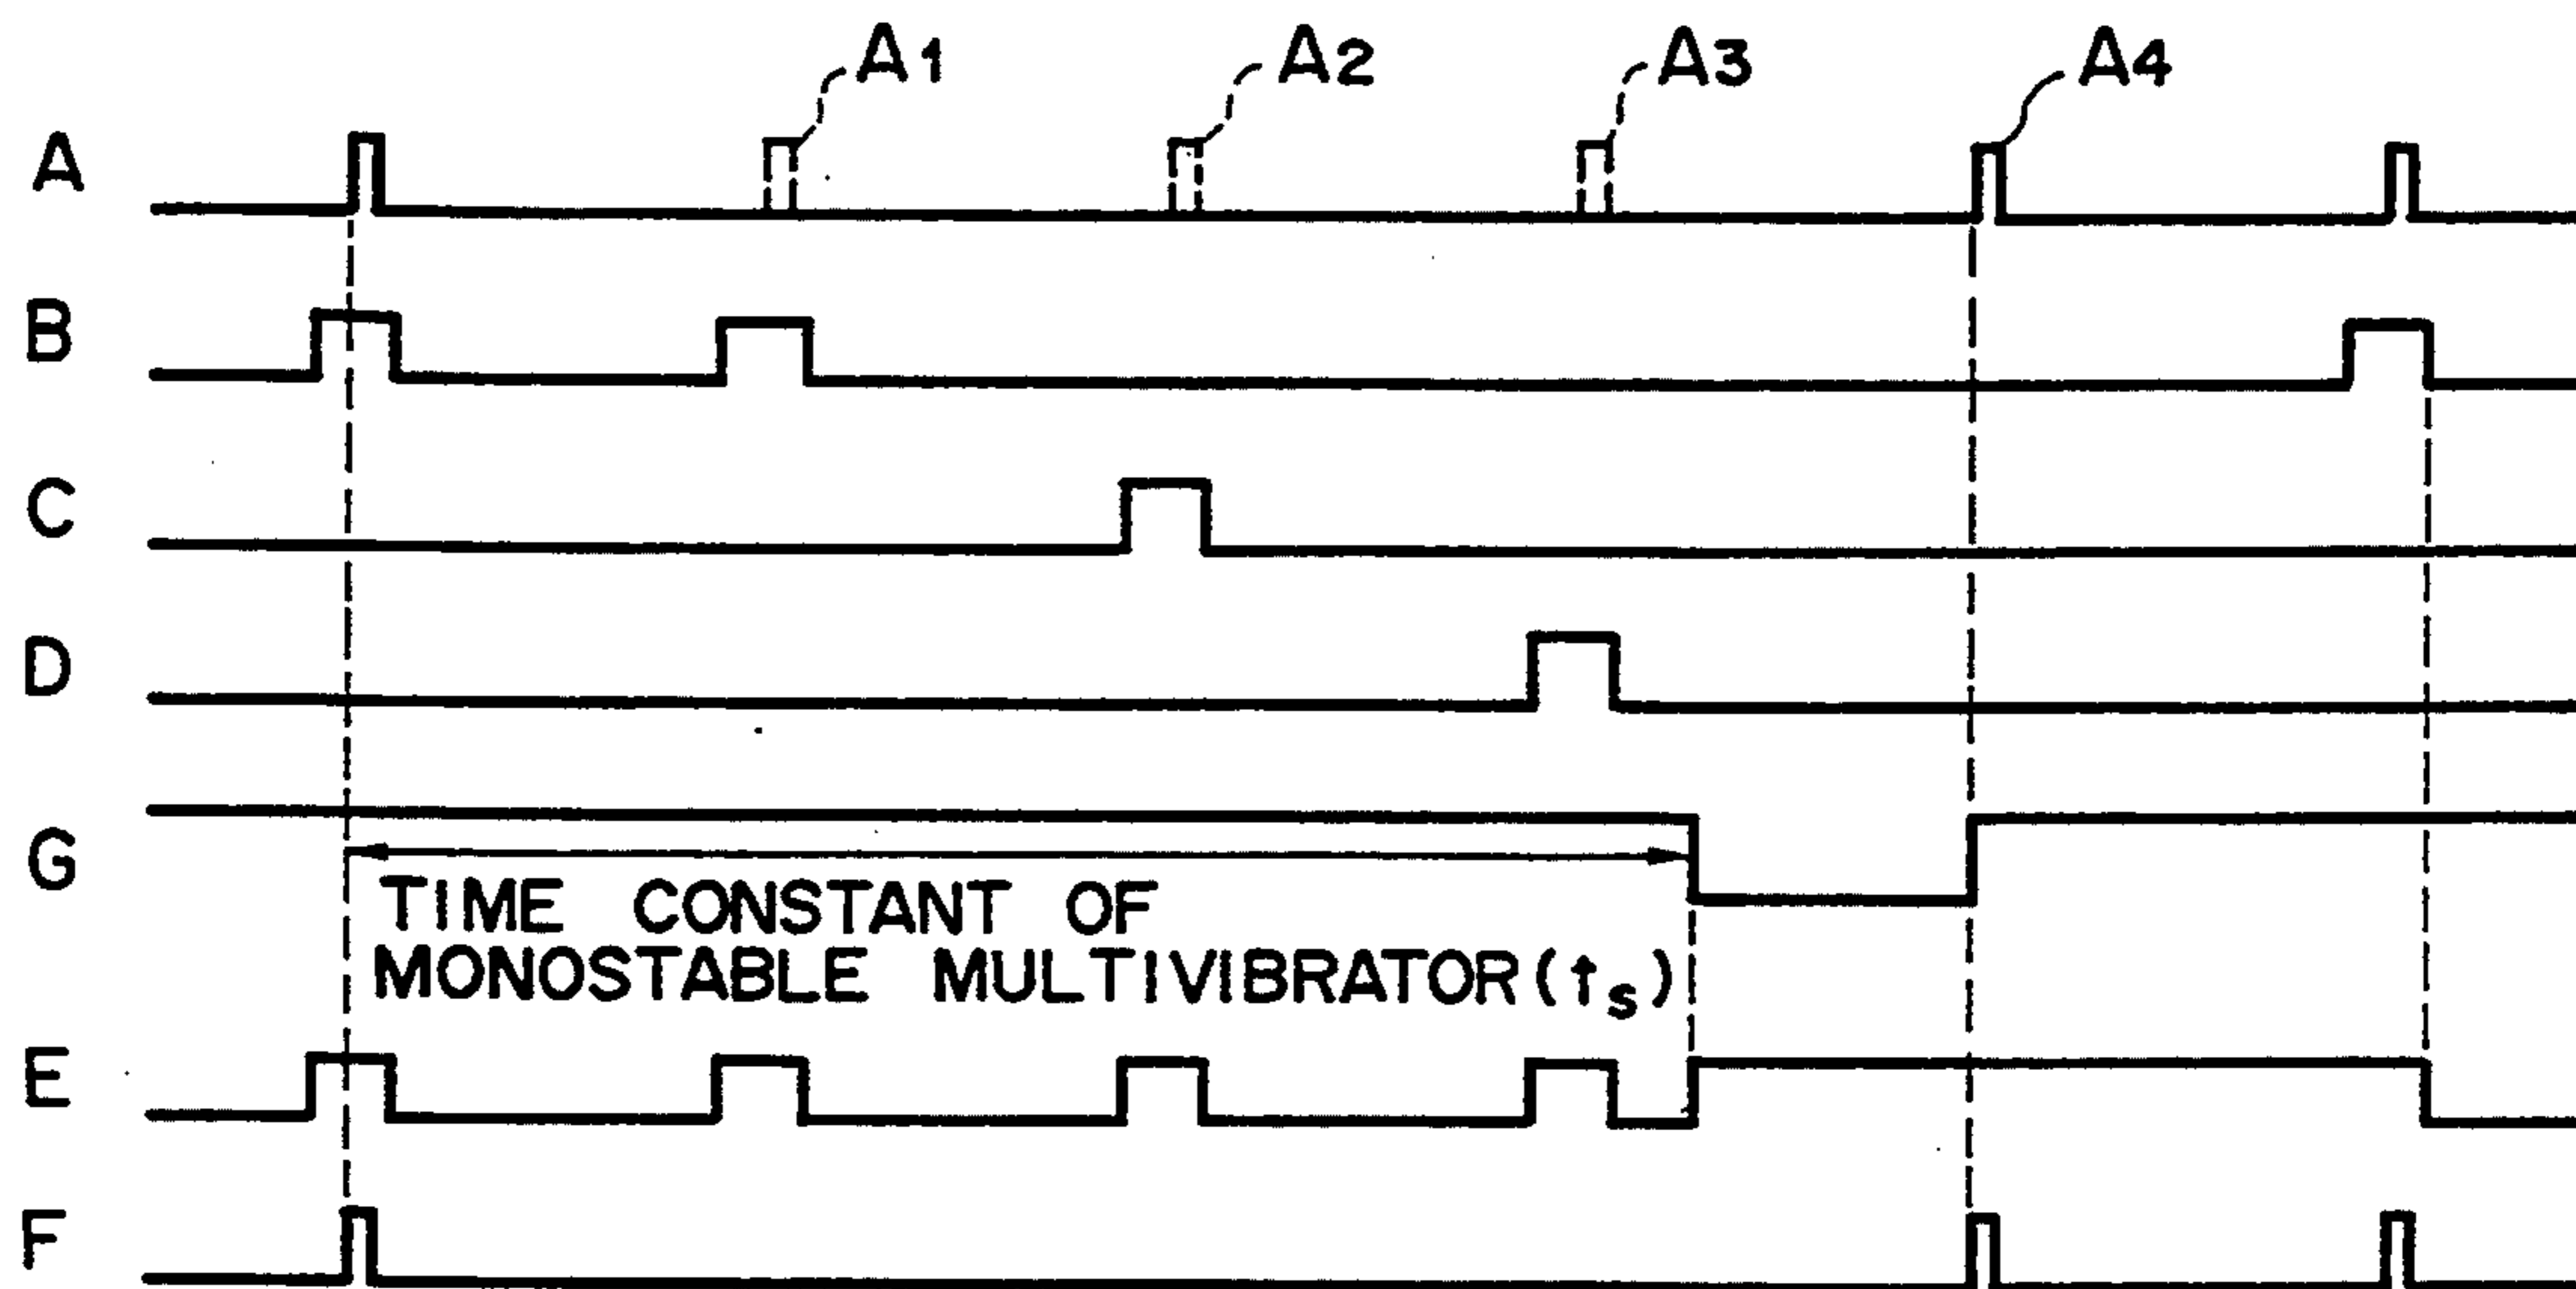 A1 A2 A3 A4
A
B
C
D
G
TIME CONSTANT OF
MONOSTABLE MULTIVIBRATOR(ts)
E
F